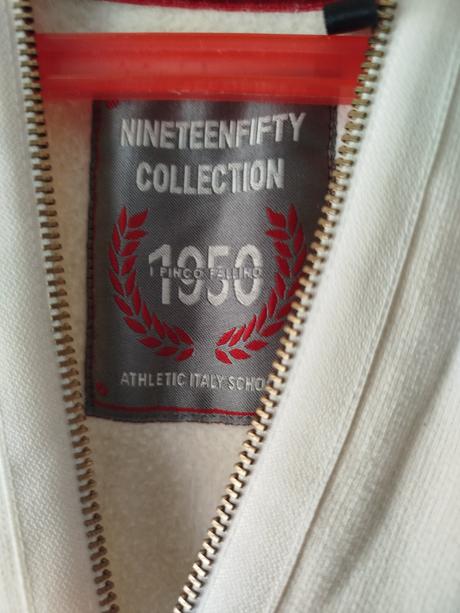 NINETEENFIFTY
COLLECTION
1950
I PINCO PALLINO
ATHLETIC ITALY SCHO